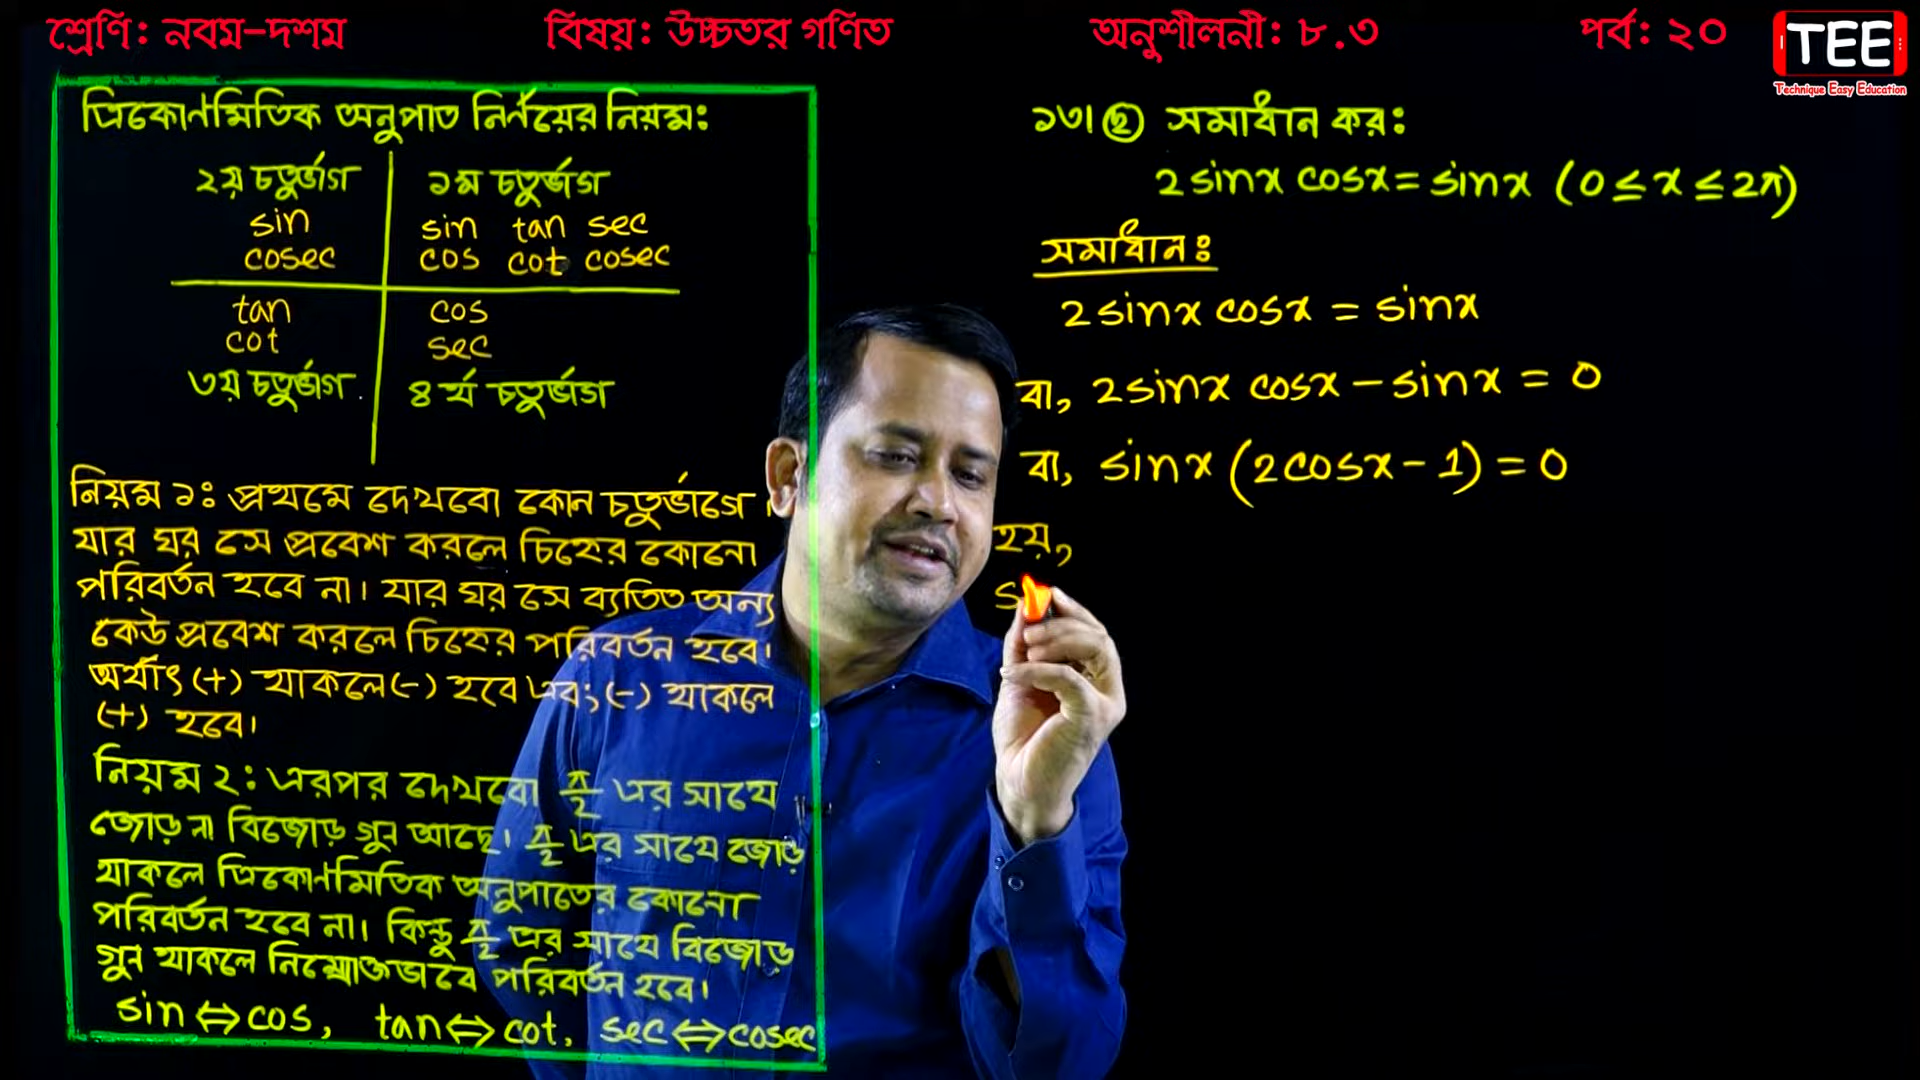 শ্রেণি: নবম-দশম বিষয়: উচ্চতর গণিত অনুশীলনী: ৮.৩ পর্ব: ২০
TEE
Technique Easy Education
ত্রিকোণমিতিক অনুপাত নির্ণয়ের নিয়ম:
২য় চতুর্ভাগ ১ম চতুর্ভাগ
sin sin tan sec
cosec cos cot cosec
tan cos
cot sec
৩য় চতুর্ভাগ ৪র্থ চতুর্ভাগ
নিয়ম ১: প্রথমে দেখবো কোন চতুর্ভাগে।
যার ঘর সে প্রবেশ করলে চিহ্নের কোনো
পরিবর্তন হবে না। যার ঘর সে ব্যতিত অন্য
কেউ প্রবেশ করলে চিহ্নের পরিবর্তন হবে।
অর্থাৎ (+) থাকলে (-) হবে এবং (-) থাকলে
(+) হবে।
নিয়ম ২: এরপর দেখবো π/2 এর সাথে
জোড় না বিজোড় গুন আছে। π/2 এর সাথে জোড়
থাকলে ত্রিকোণমিতিক অনুপাতের কোনো
পরিবর্তন হবে না। কিন্তু π/2 এর সাথে বিজোড়
গুন থাকলে নিম্মোক্তভাবে পরিবর্তন হবে।
sin⇔cos, tan⇔cot, sec⇔cosec
১৩। ছ সমাধান কর:
2sinx cosx = sinx (0≤x≤2π)
সমাধান:
2sinx cosx = sinx
বা, 2sinx cosx - sinx = 0
বা, sinx (2cosx - 1) = 0
হয়,
s